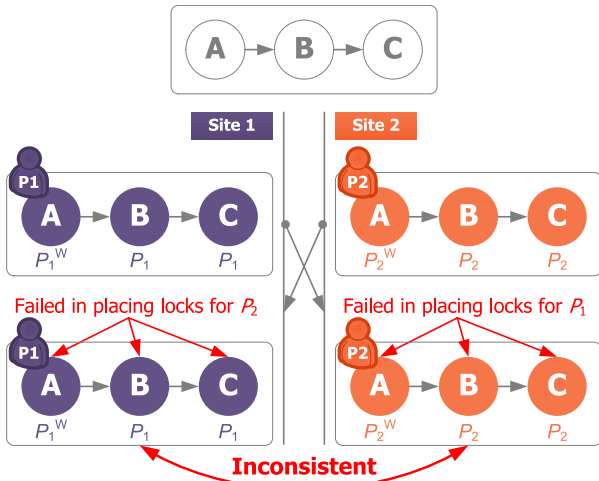 A B C
Site 1 Site 2
P1 P2
A B C A B C
P₁ᵂ P₁ P₁ P₂ᵂ P₂ P₂
Failed in placing locks for P₂ Failed in placing locks for P₁
P1 P2
A B C A B C
P₁ᵂ P₁ P₁ P₂ᵂ P₂ P₂
Inconsistent